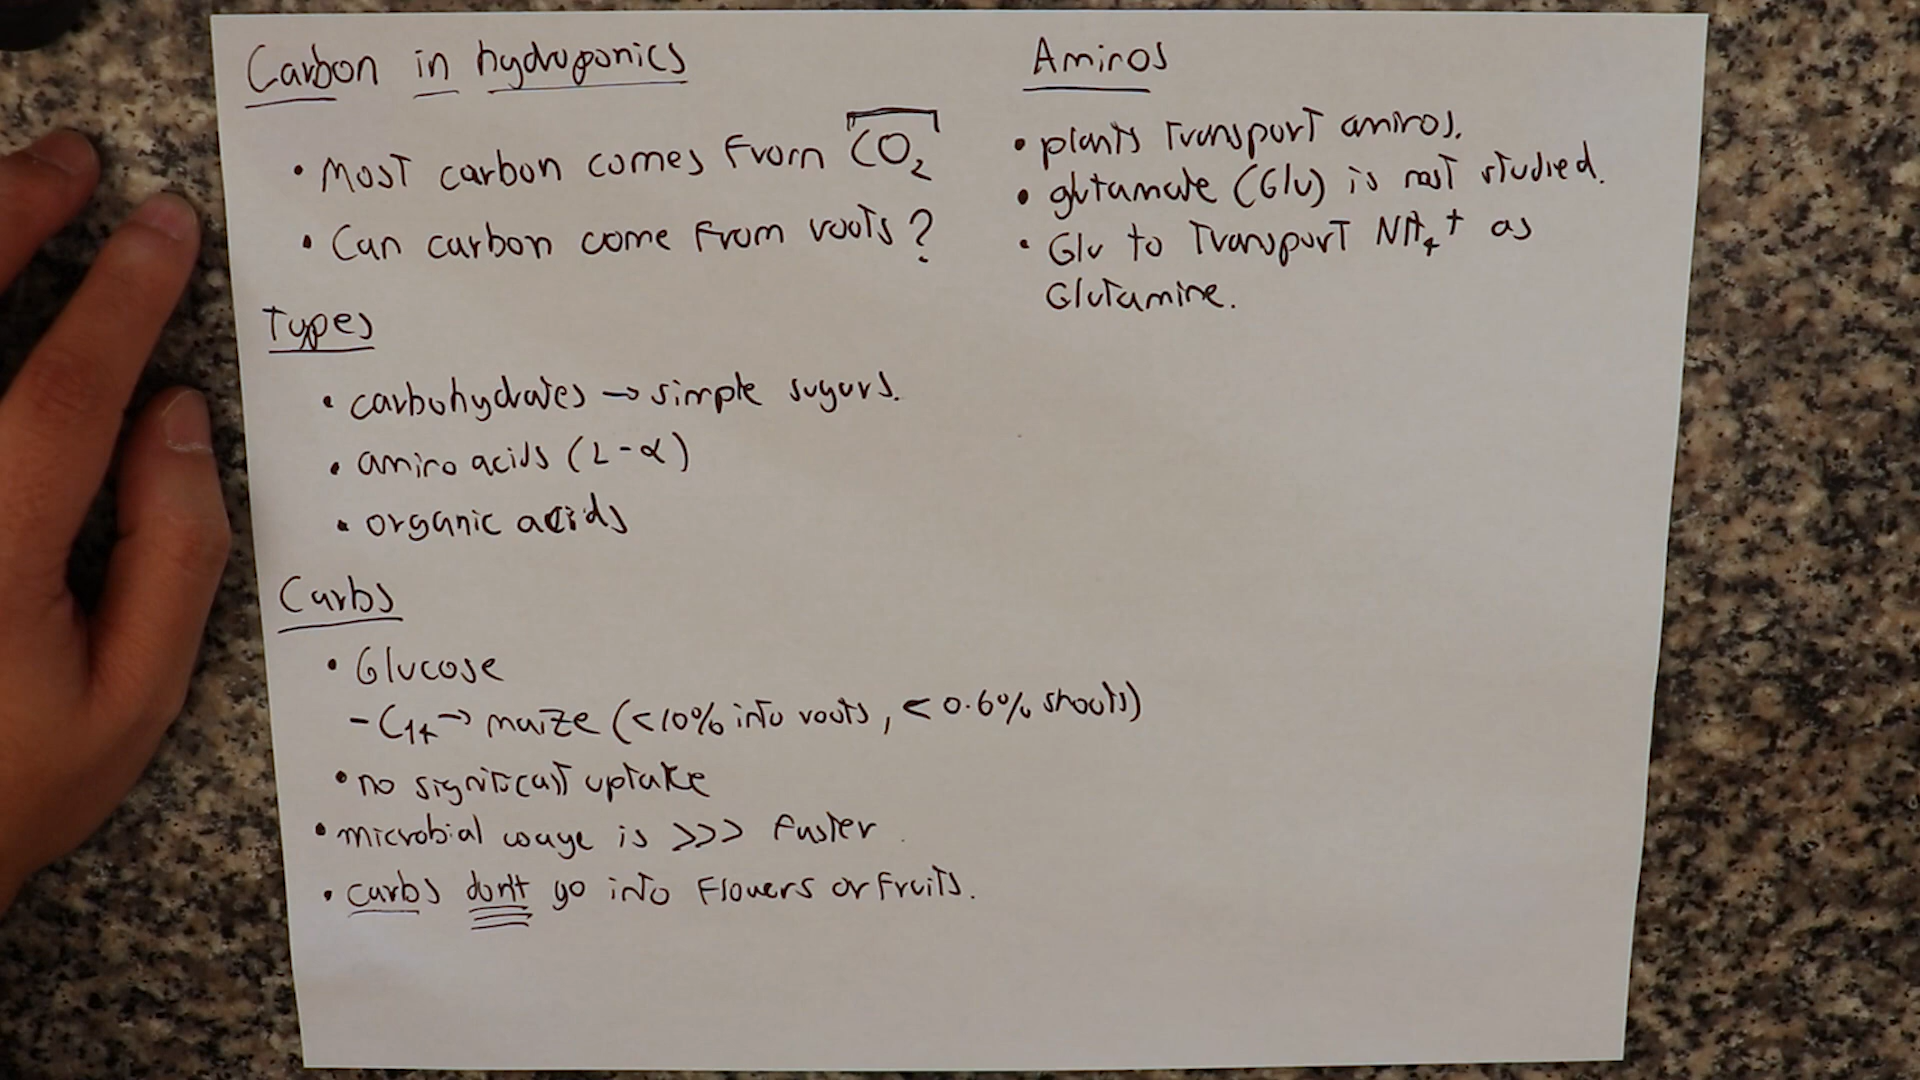 Carbon in hydroponics
• Most carbon comes from CO₂
• Can carbon come from roots?
Types
• carbohydrates → simple sugars.
• amino acids (L-α)
• organic acids
Carbs
• Glucose
- C14 → maize (<10% into roots, <0.6% shoots)
• no significant uptake
• microbial usage is >>> faster
• carbs don't go into flowers or fruits.
Aminos
• plants transport aminos.
• glutamate (Glu) is most studied.
• Glu to transport NH₄⁺ as
Glutamine.